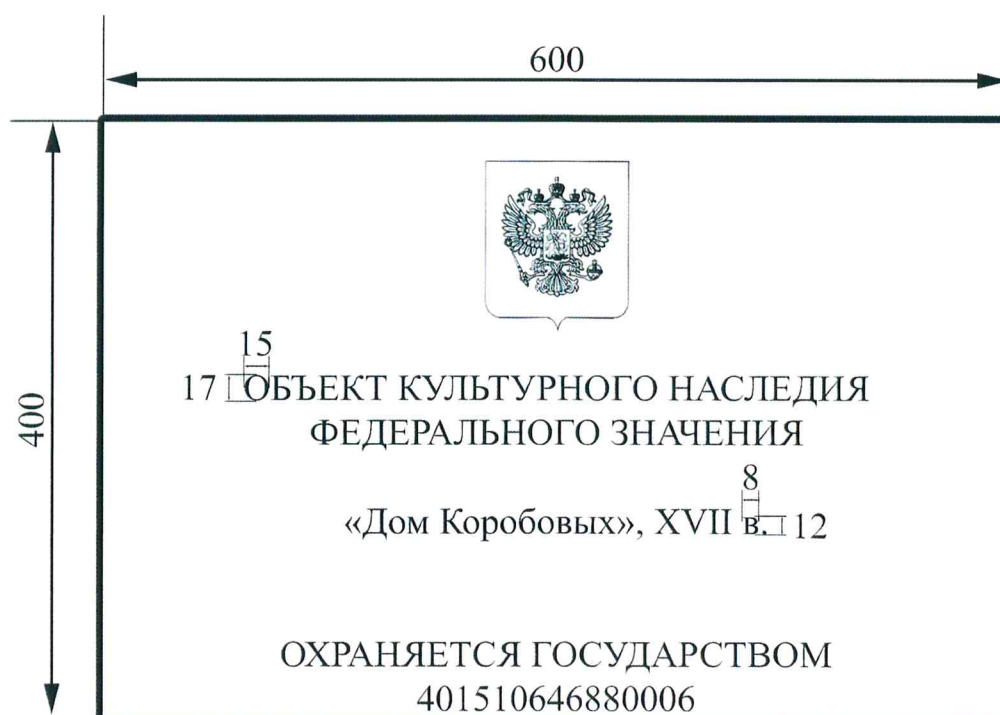 600
400
15
17 ОБЪЕКТ КУЛЬТУРНОГО НАСЛЕДИЯ
ФЕДЕРАЛЬНОГО ЗНАЧЕНИЯ
8
«Дом Коробовых», XVII в. 12
ОХРАНЯЕТСЯ ГОСУДАРСТВОМ
401510646880006